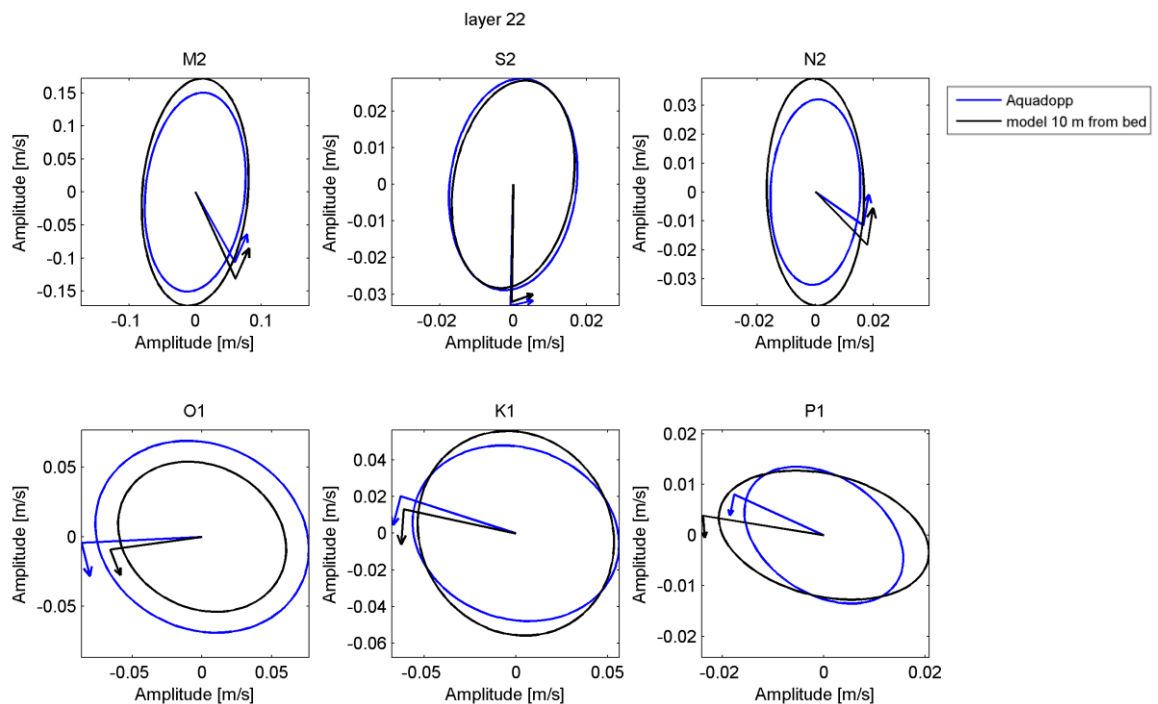 layer 22
M2
S2
N2
Aquadopp
model 10 m from bed
Amplitude [m/s]
0.15
0.1
0.05
0
-0.05
-0.1
-0.15
-0.1 0 0.1
Amplitude [m/s]
Amplitude [m/s]
0.02
0.01
0
-0.01
-0.02
-0.03
-0.02 0 0.02
Amplitude [m/s]
Amplitude [m/s]
0.03
0.02
0.01
0
-0.01
-0.02
-0.03
-0.02 0 0.02
Amplitude [m/s]
O1
K1
P1
Amplitude [m/s]
0.05
0
-0.05
-0.05 0 0.05
Amplitude [m/s]
Amplitude [m/s]
0.04
0.02
0
-0.02
-0.04
-0.06
-0.05 0 0.05
Amplitude [m/s]
Amplitude [m/s]
0.02
0.01
0
-0.01
-0.02
-0.02 0 0.02
Amplitude [m/s]